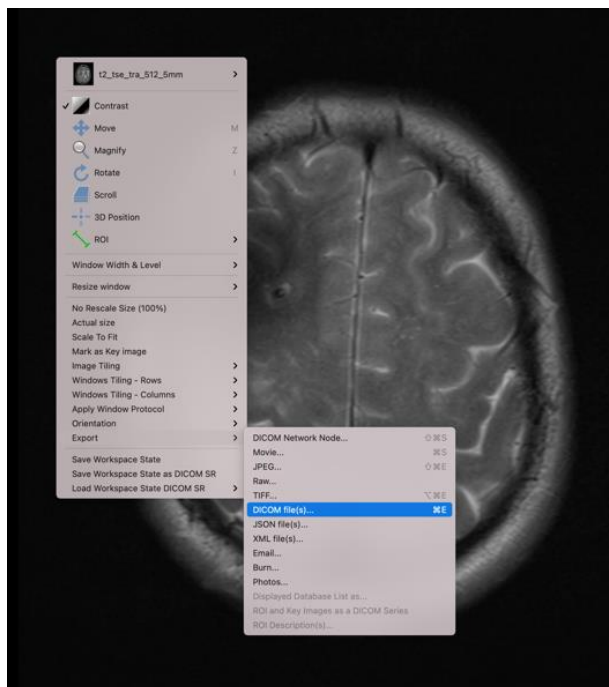 t2_tse_tra_512_5mm
Contrast
Move M
Magnify Z
Rotate I
Scroll
3D Position
ROI
Window Width & Level
Resize window
No Rescale Size (100%)
Actual size
Scale To Fit
Mark as Key image
Image Tiling
Windows Tiling - Rows
Windows Tiling - Columns
Apply Window Protocol
Orientation
Export
Save Workspace State
Save Workspace State as DICOM SR
Load Workspace State DICOM SR
DICOM Network Node... ⇧⌘S
Movie... ⌘S
JPEG... ⇧⌘E
Raw...
TIFF... ⌥⌘E
DICOM file(s)... ⌘E
JSON file(s)...
XML file(s)...
Email...
Burn...
Photos...
Displayed Database List as...
ROI and Key Images as a DICOM Series
ROI Description(s)...